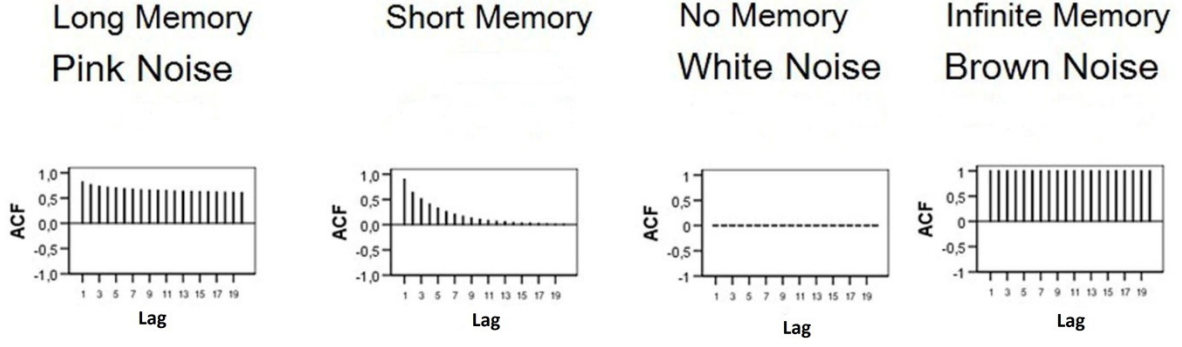 Long Memory
Pink Noise
Short Memory
No Memory
White Noise
Infinite Memory
Brown Noise
ACF
1,0
0,5
0,0
-0,5
-1,0
1 3 5 7 9 11 13 15 17 19
Lag
ACF
1,0
0,5
0,0
-0,5
-1,0
1 3 5 7 9 11 13 15 17 19
Lag
ACF
1
0,5
0
-0,5
-1
1 3 5 7 9 11 13 15 17 19
Lag
ACF
1
0,5
0
-0,5
-1
1 3 5 7 9 11 13 15 17 19
Lag